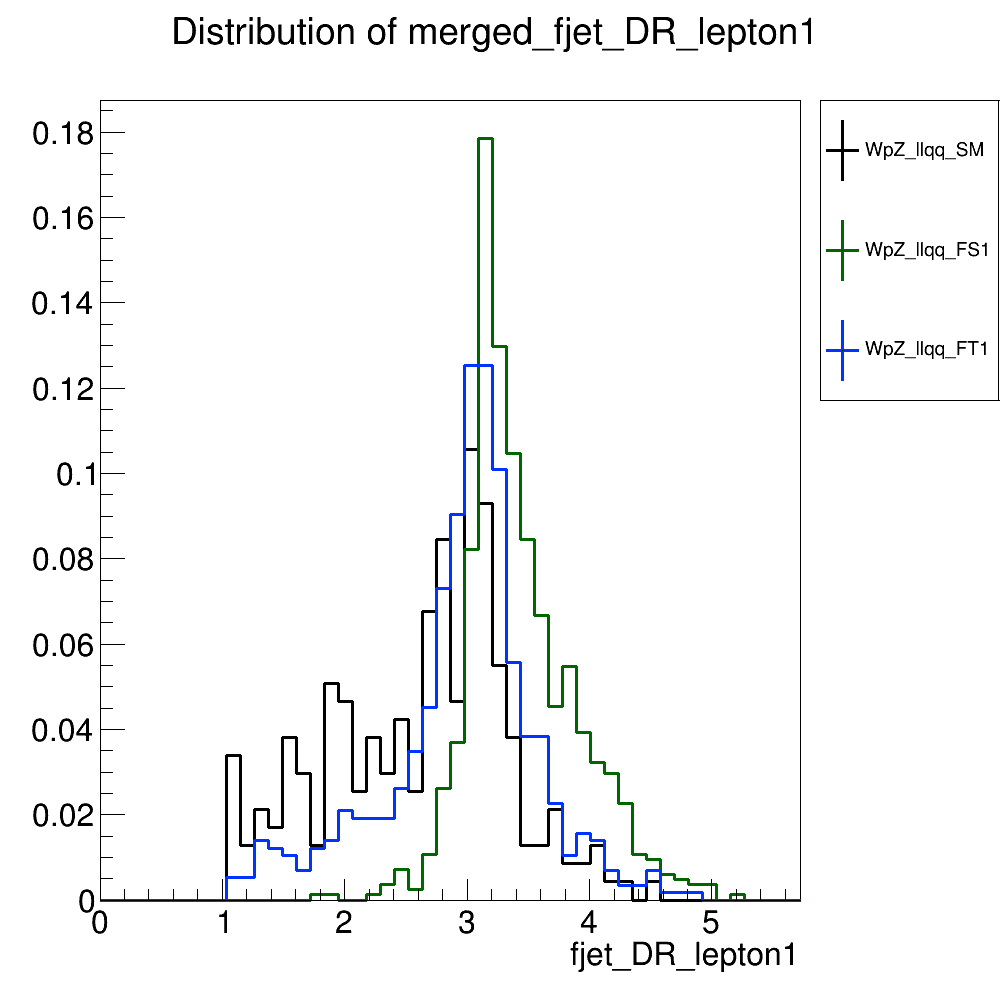 Distribution of merged_fjet_DR_lepton1
0.18
0.16
0.14
0.12
0.1
0.08
0.06
0.04
0.02
0
0 1 2 3 4 5
fjet_DR_lepton1
WpZ_llqq_SM
WpZ_llqq_FS1
WpZ_llqq_FT1